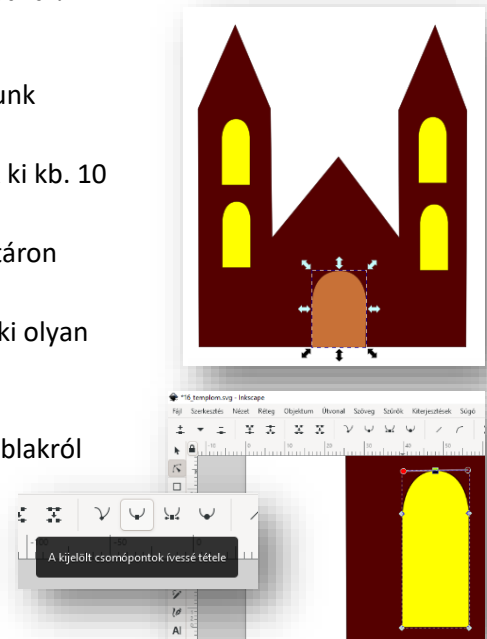 unk
ki kb. 10
táron
ki olyan
blakról
*16_templom.svg - Inkscape
Fájl Szerkesztés Nézet Réteg Objektum Útvonal Szöveg Szűrők Kiterjesztések Súgó
A kijelölt csomópontok ívessé tétele